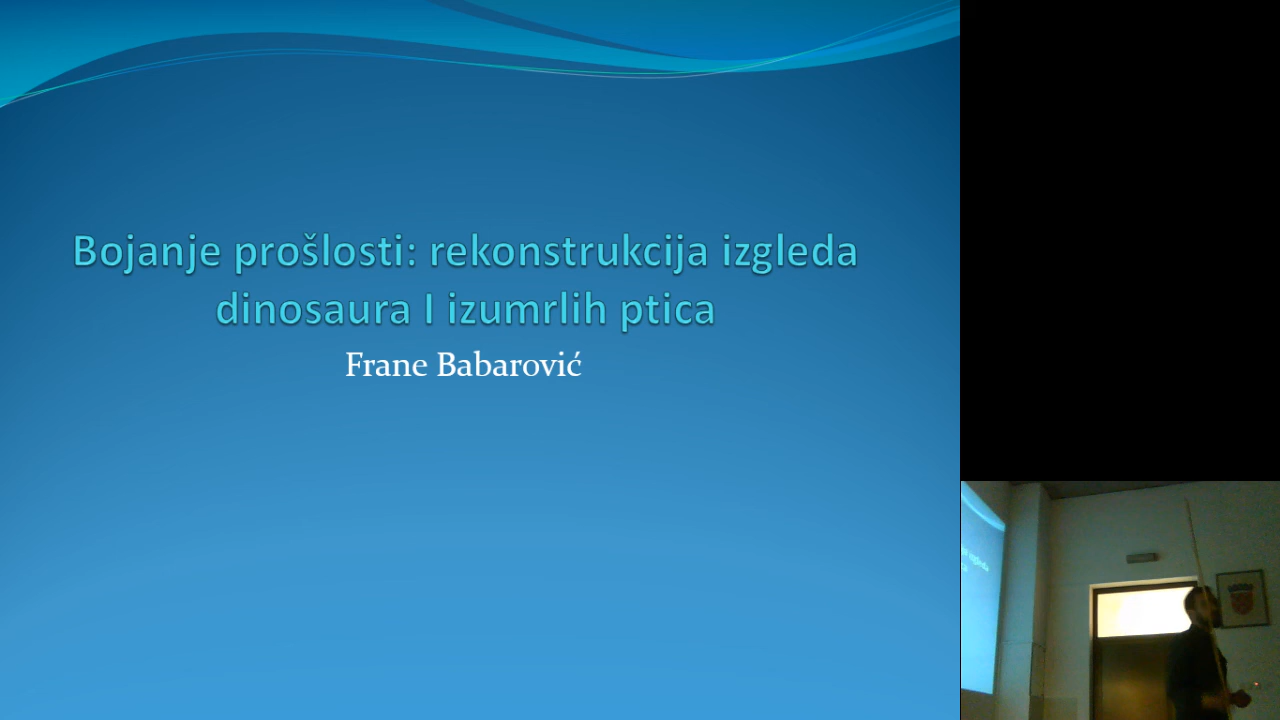 Bojanje prošlosti: rekonstrukcija izgleda
dinosaura I izumrlih ptica
Frane Babarović